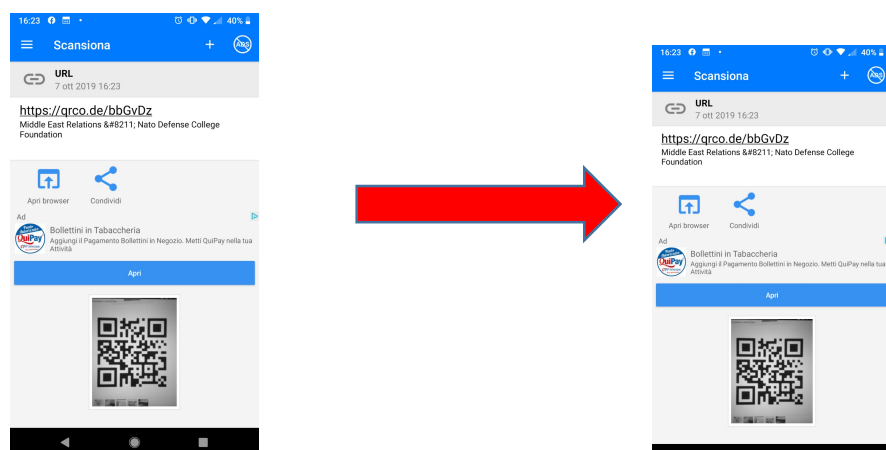 16:23
40%
Scansiona
ADS
URL
7 ott 2019 16:23
https://qrco.de/bbGvDz
Middle East Relations &#8211; Nato Defense College
Foundation
Apri browser
Condividi
Ad
QuiPay
Bollettini in Tabaccheria
Aggiungi il Pagamento Bollettini in Negozio. Metti QuiPay nella tua
Attività
Apri
16:23
40%
Scansiona
ADS
URL
7 ott 2019 16:23
https://qrco.de/bbGvDz
Middle East Relations &#8211; Nato Defense College
Foundation
Apri browser
Condividi
Ad
QuiPay
Bollettini in Tabaccheria
Aggiungi il Pagamento Bollettini in Negozio. Metti QuiPay nella tua
Attività
Apri